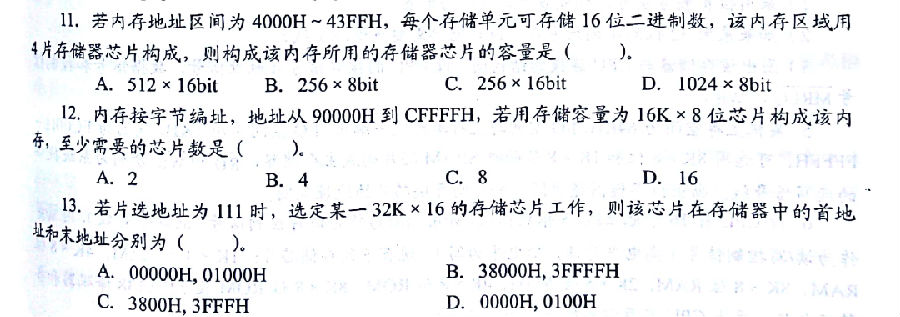 11. 若内存地址区间为 4000H ~ 43FFH，每个存储单元可存储 16 位二进制数，该内存区域用
4片存储器芯片构成，则构成该内存所用的存储器芯片的容量是（ ）。
A. 512 × 16bit B. 256 × 8bit C. 256 × 16bit D. 1024 × 8bit
12. 内存按字节编址，地址从 90000H 到 CFFFFH，若用存储容量为 16K × 8 位芯片构成该内
存，至少需要的芯片数是（ ）。
A. 2 B. 4 C. 8 D. 16
13. 若片选地址为 111 时，选定某一 32K × 16 的存储芯片工作，则该芯片在存储器中的首地
址和末地址分别为（ ）。
A. 00000H, 01000H B. 38000H, 3FFFFH
C. 3800H, 3FFFH D. 0000H, 0100H